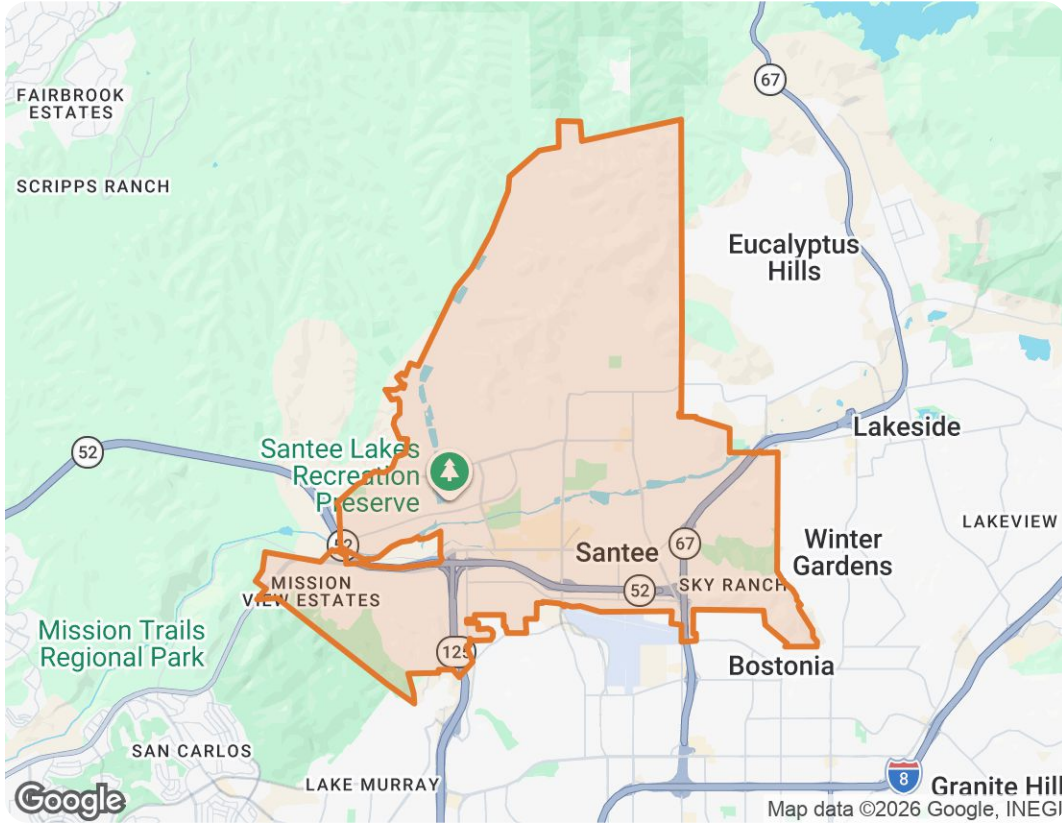 67
FAIRBROOK
ESTATES
SCRIPPS RANCH
Eucalyptus
Hills
52
Santee Lakes
Recreation
Preserve
Lakeside
LAKEVIEW
52
Santee
67
Winter
Gardens
MISSION
VIEW ESTATES
52
SKY RANCH
Mission Trails
Regional Park
125
Bostonia
SAN CARLOS
LAKE MURRAY
8
Granite Hill
Google
Map data ©2026 Google, INEGI